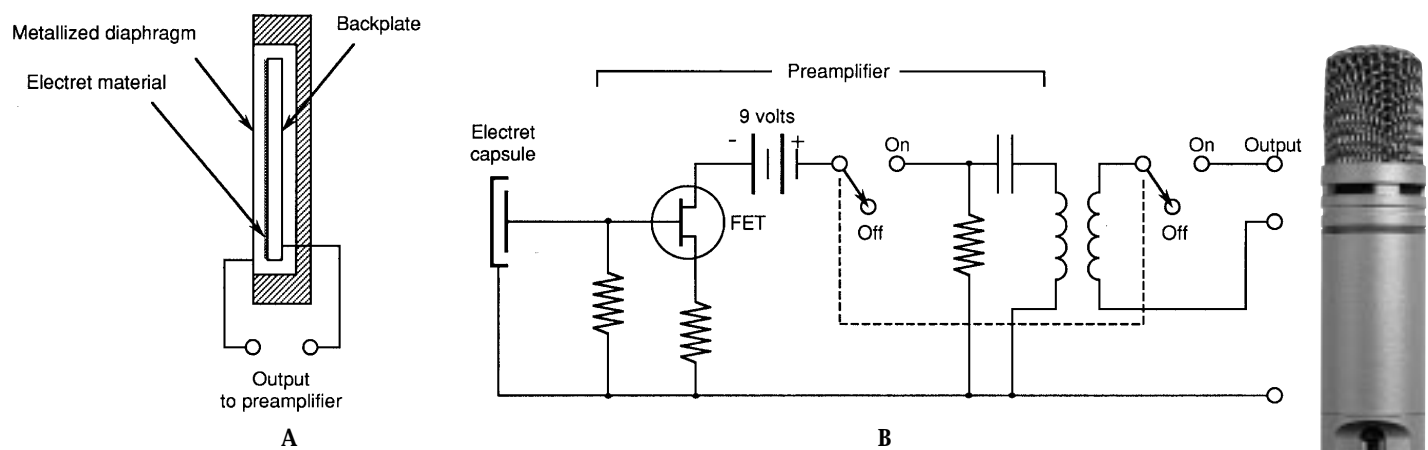 Metallized diaphragm
Backplate
Electret material
Output
to preamplifier
A
Preamplifier
Electret
capsule
9 volts
- +
On
Off
FET
On
Off
Output
B